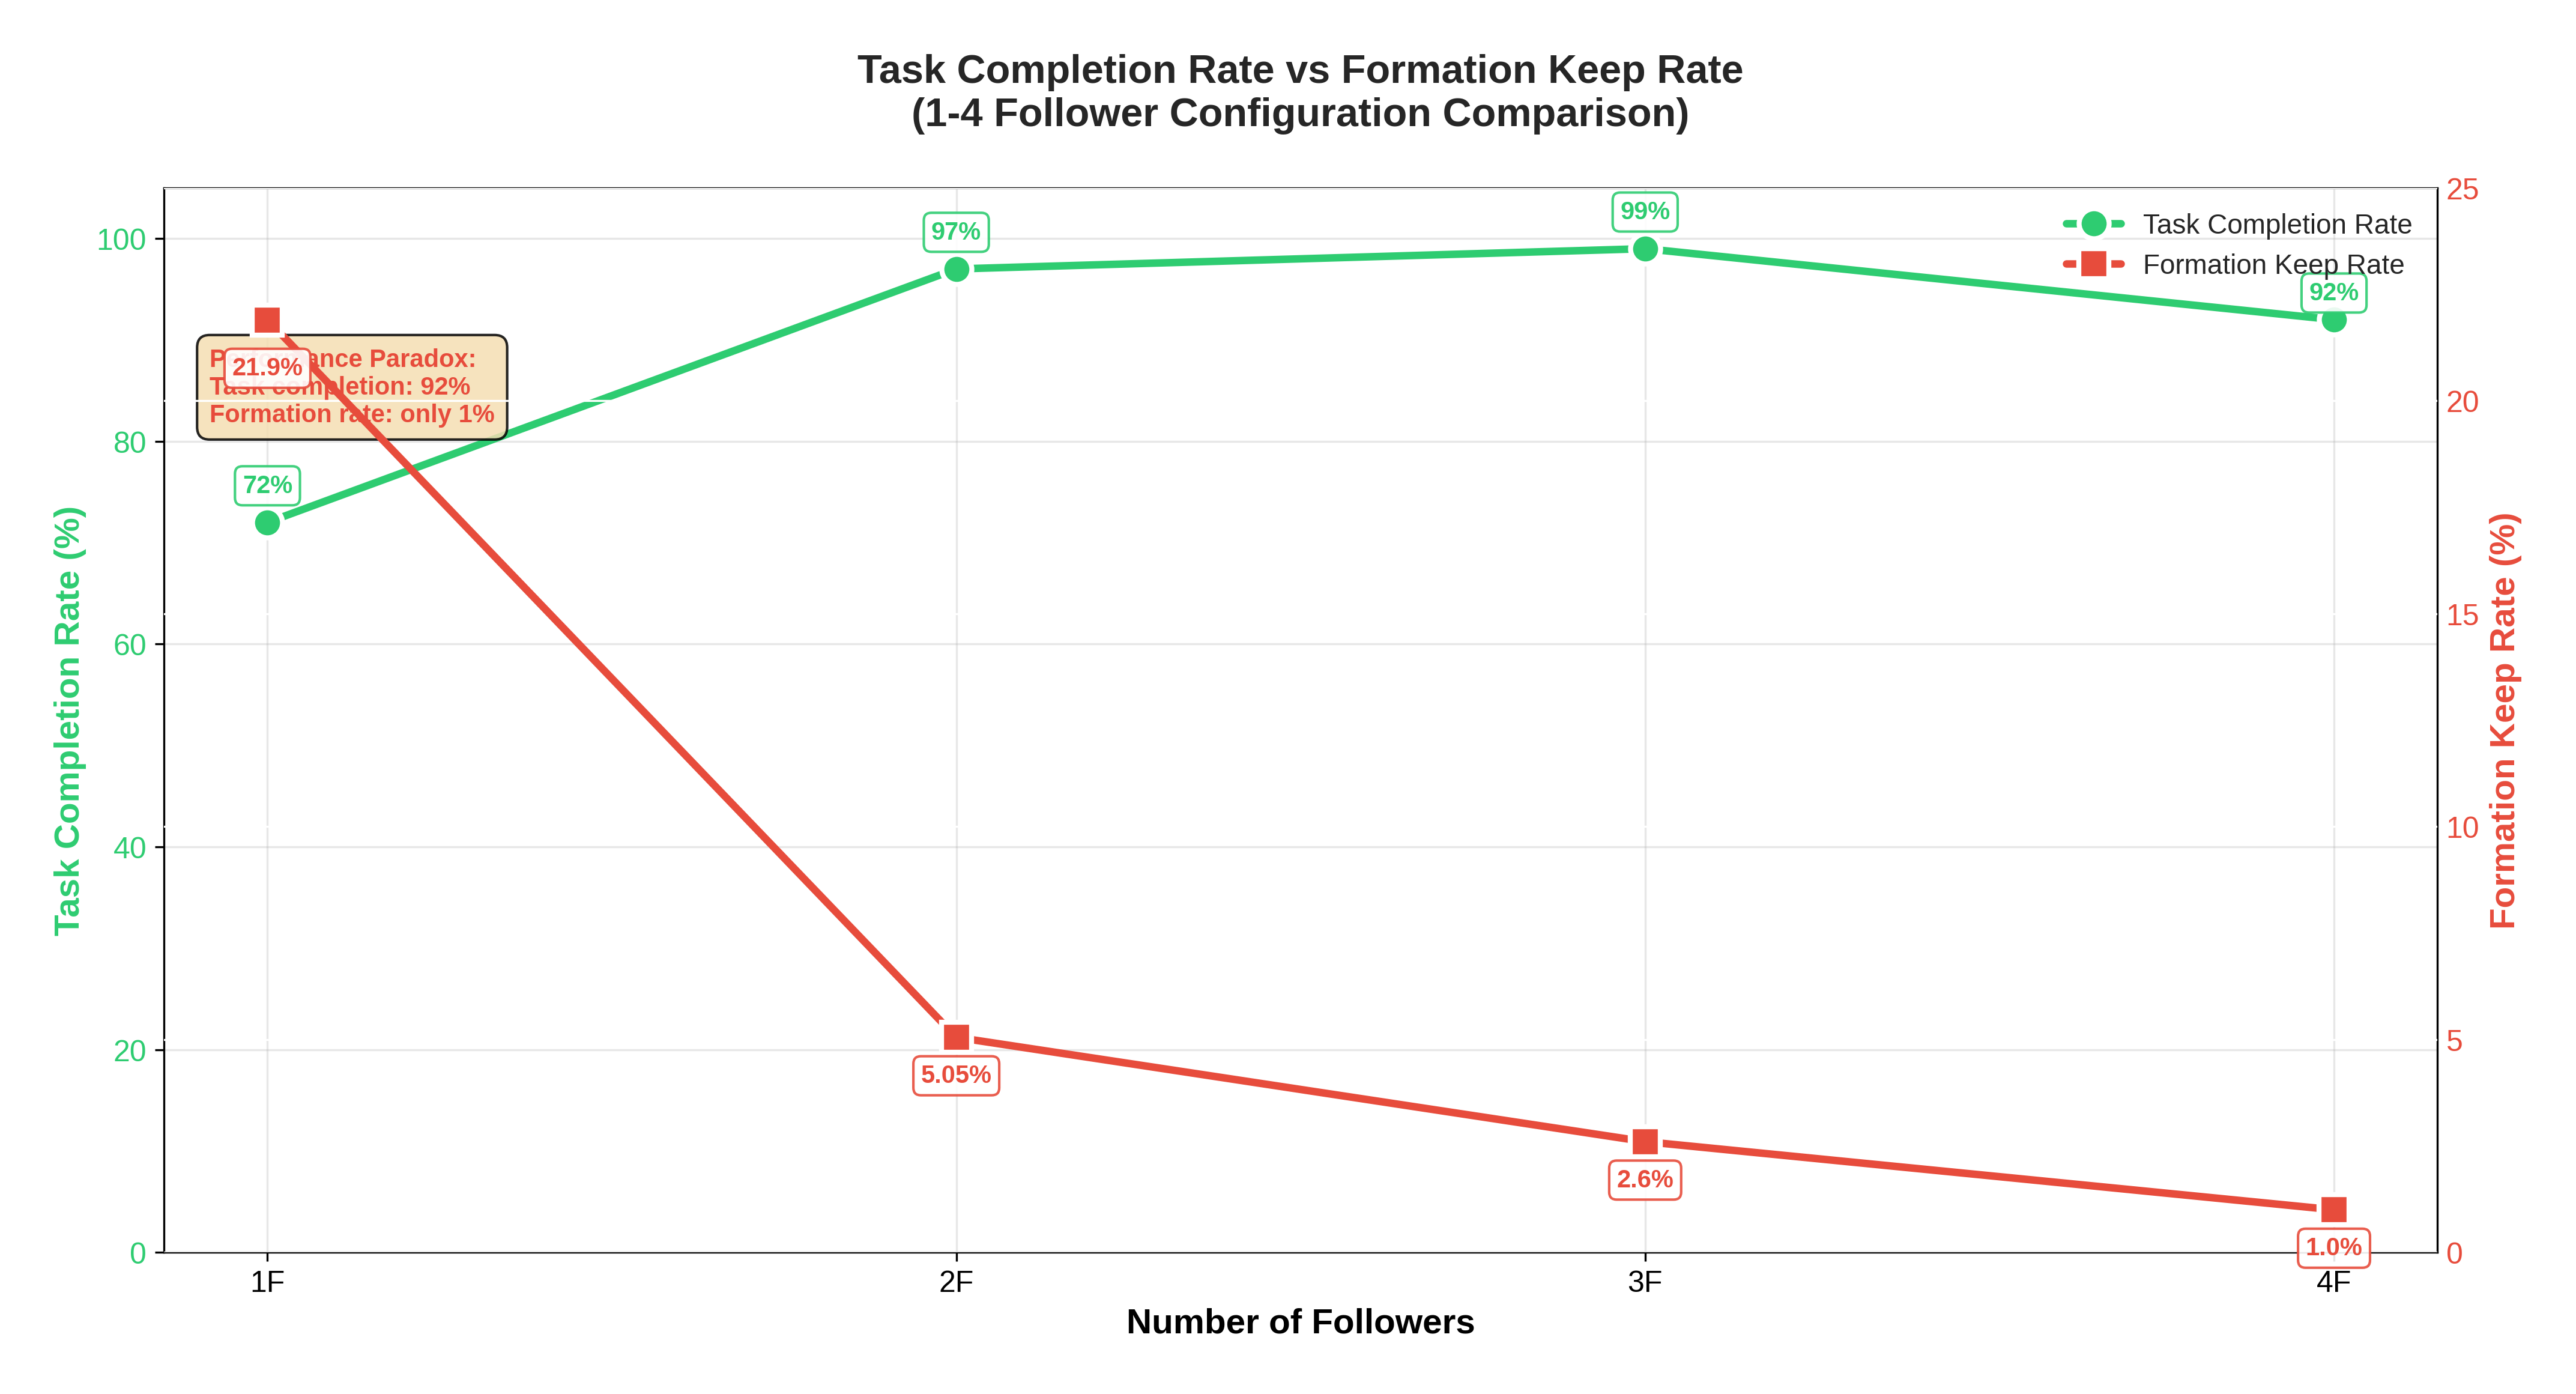 Task Completion Rate vs Formation Keep Rate
(1-4 Follower Configuration Comparison)
Task Completion Rate (%)
100
80
60
40
20
0
Task Completion Rate
Formation Keep Rate
72%
97%
99%
92%
Performance Paradox:
Task completion: 92%
Formation rate: only 1%
21.9%
5.05%
2.6%
1.0%
25
20
15
10
5
0
Formation Keep Rate (%)
1F
2F
3F
4F
Number of Followers